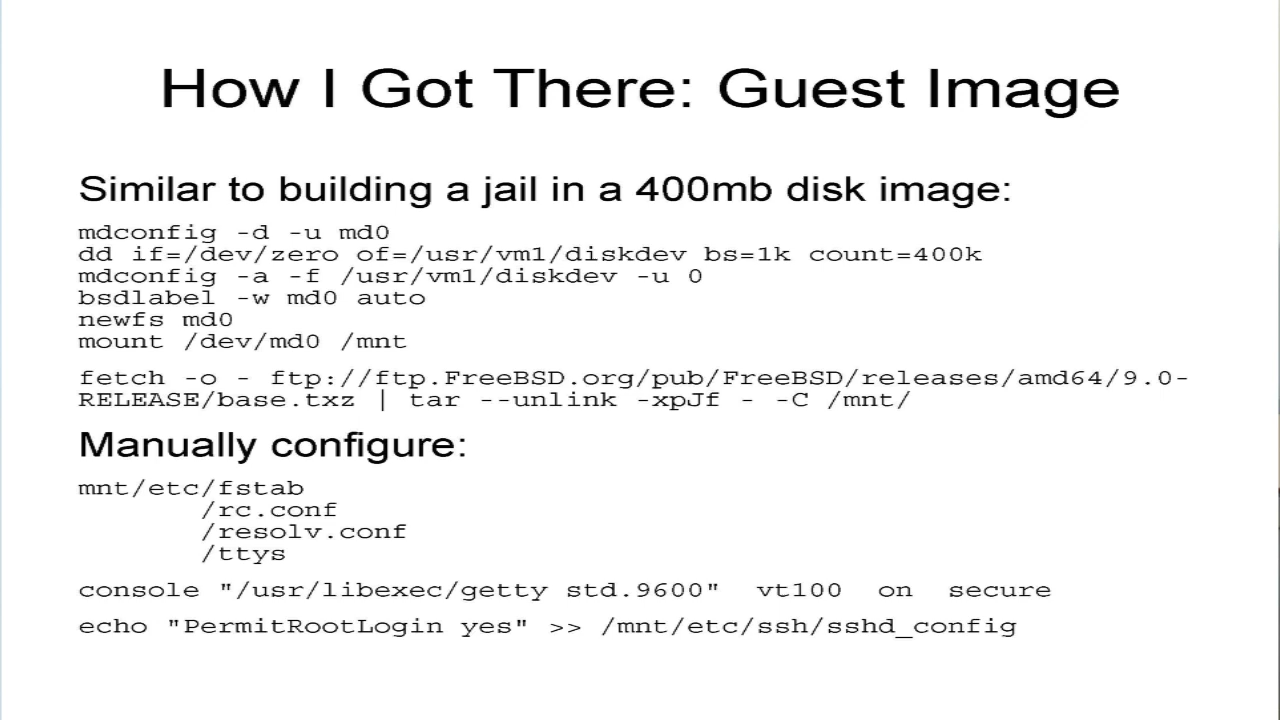 How I Got There: Guest Image
Similar to building a jail in a 400mb disk image:
mdconfig -d -u md0
dd if=/dev/zero of=/usr/vm1/diskdev bs=1k count=400k
mdconfig -a -f /usr/vm1/diskdev -u 0
bsdlabel -w md0 auto
newfs md0
mount /dev/md0 /mnt
fetch -o - ftp://ftp.FreeBSD.org/pub/FreeBSD/releases/amd64/9.0-
RELEASE/base.txz | tar --unlink -xpJf - -C /mnt/
Manually configure:
mnt/etc/fstab
/rc.conf
/resolv.conf
/ttys
console "/usr/libexec/getty std.9600" vt100 on secure
echo "PermitRootLogin yes" >> /mnt/etc/ssh/sshd_config